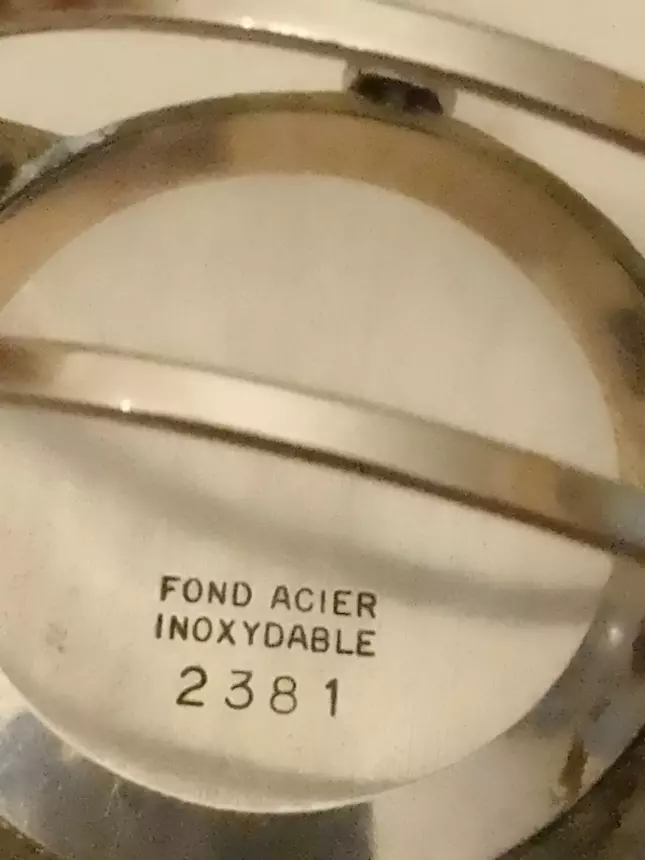 FOND ACIER
INOXYDABLE
2381